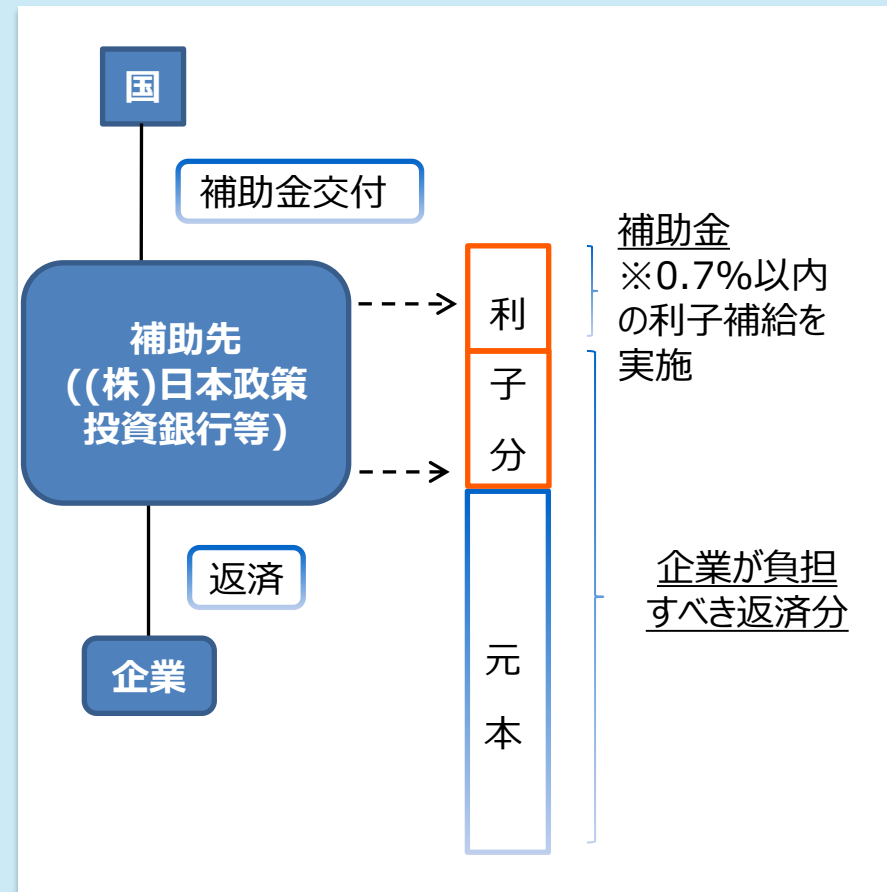 国
補助金交付
補助先
((株)日本政策
投資銀行等)
返済
企業
利
子
分
元
本
補助金
※0.7%以内
の利子補給を
実施
企業が負担
すべき返済分